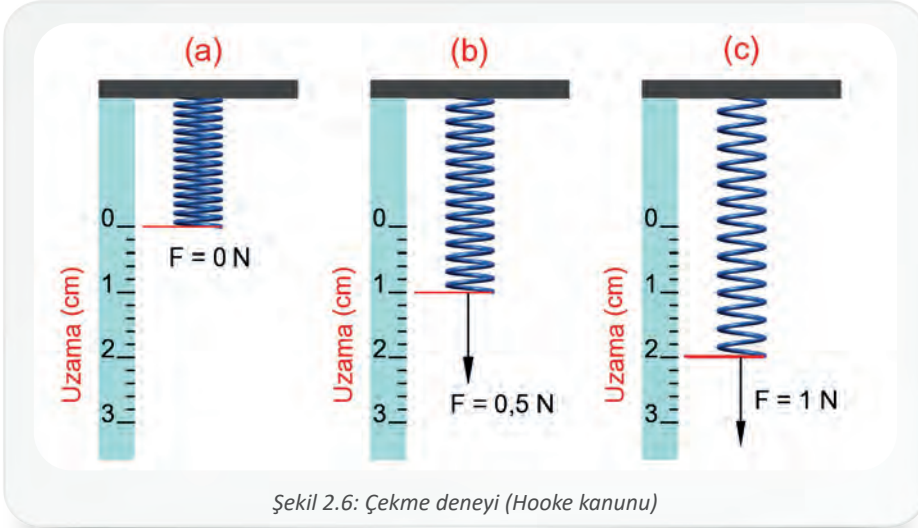 (a)
(b)
(c)
0
1
2
3
Uzama (cm)
F = 0 N
0
1
2
3
Uzama (cm)
F = 0,5 N
0
1
2
3
Uzama (cm)
F = 1 N
Şekil 2.6: Çekme deneyi (Hooke kanunu)